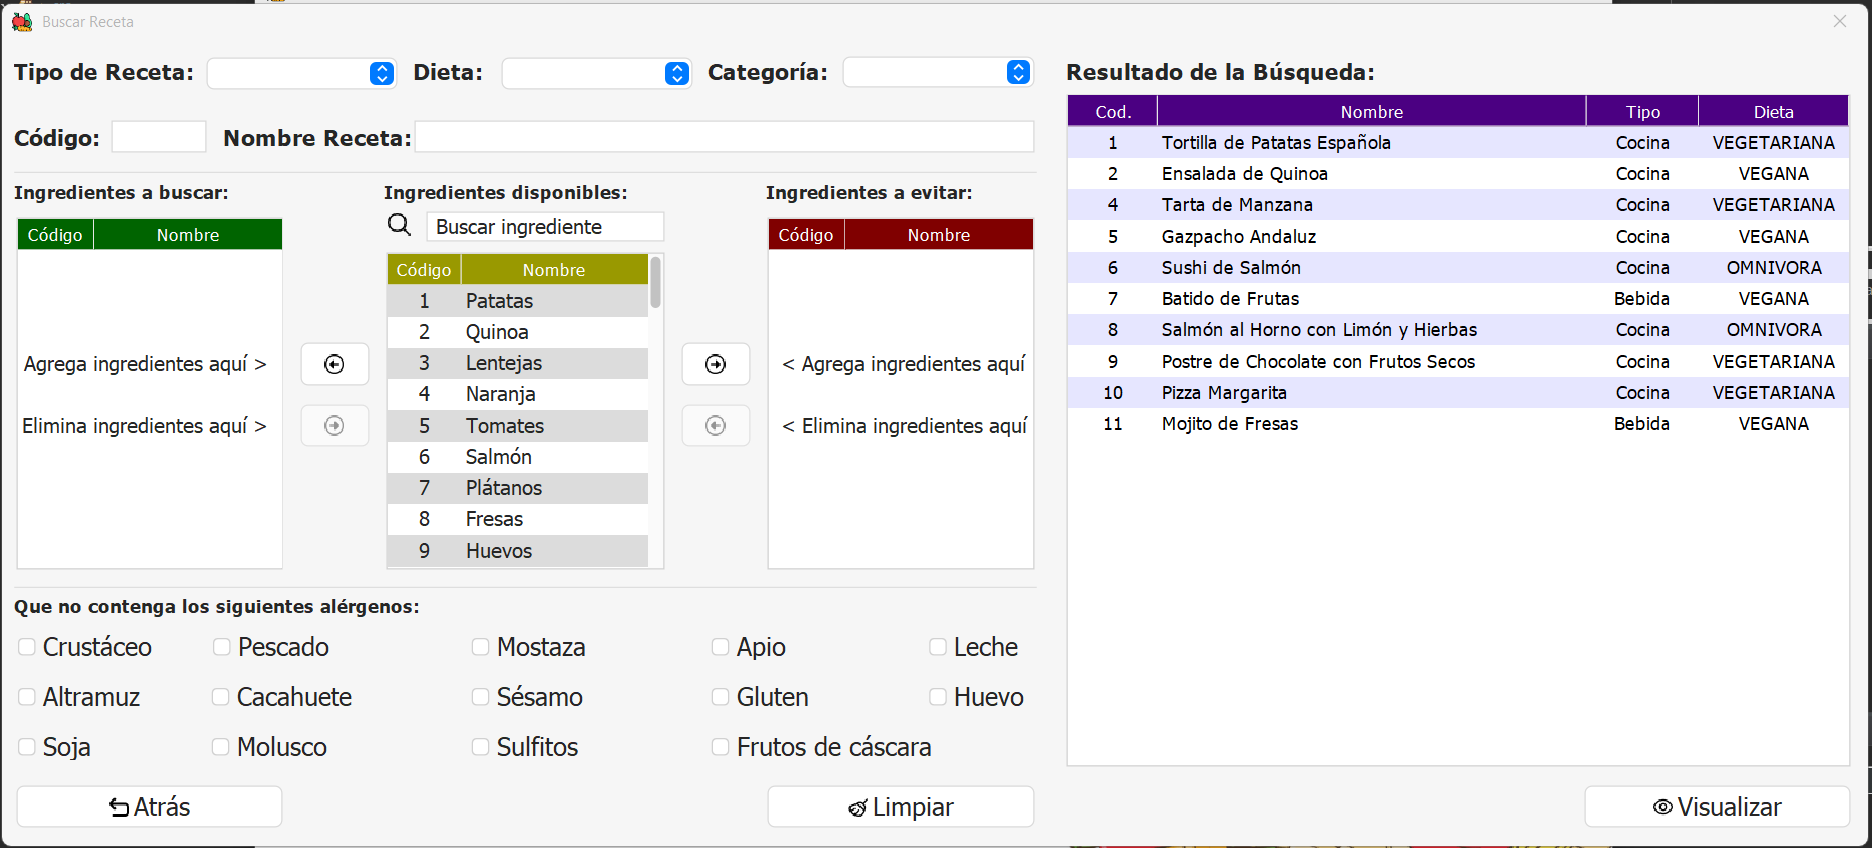 Buscar Receta
Tipo de Receta: Dieta: Categoría:
Código: Nombre Receta:
Ingredientes a buscar:
Código Nombre
Agrega ingredientes aquí >
Elimina ingredientes aquí >
Ingredientes disponibles:
Buscar ingrediente
Código Nombre
1 Patatas
2 Quinoa
3 Lentejas
4 Naranja
5 Tomates
6 Salmón
7 Plátanos
8 Fresas
9 Huevos
Ingredientes a evitar:
Código Nombre
< Agrega ingredientes aquí
< Elimina ingredientes aquí
Que no contenga los siguientes alérgenos:
Crustáceo Pescado Mostaza Apio Leche
Altramuz Cacahuete Sésamo Gluten Huevo
Soja Molusco Sulfitos Frutos de cáscara
Atrás Limpiar
Resultado de la Búsqueda:
Cod. Nombre Tipo Dieta
1 Tortilla de Patatas Española Cocina VEGETARIANA
2 Ensalada de Quinoa Cocina VEGANA
4 Tarta de Manzana Cocina VEGETARIANA
5 Gazpacho Andaluz Cocina VEGANA
6 Sushi de Salmón Cocina OMNIVORA
7 Batido de Frutas Bebida VEGANA
8 Salmón al Horno con Limón y Hierbas Cocina OMNIVORA
9 Postre de Chocolate con Frutos Secos Cocina VEGETARIANA
10 Pizza Margarita Cocina VEGETARIANA
11 Mojito de Fresas Bebida VEGANA
Visualizar